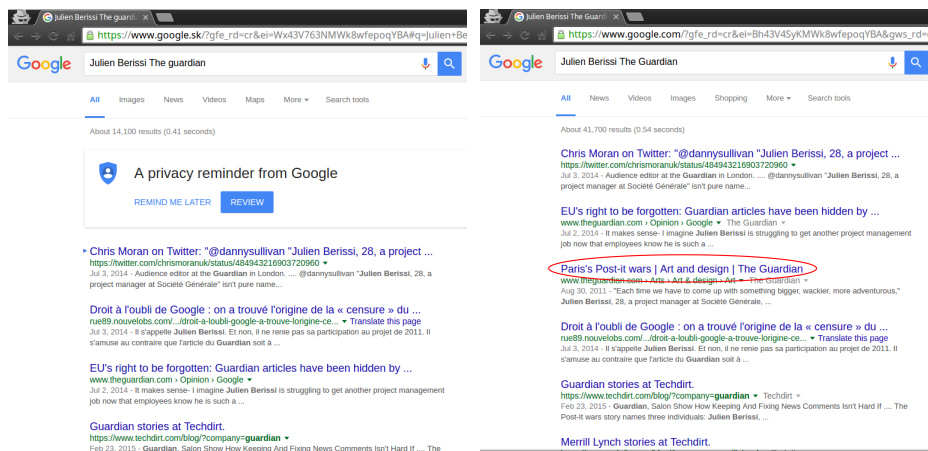 Julien Berissi The guardi
https://www.google.sk/?gfe_rd=cr&ei=Wx43V763NMWk8wfepoqYBA#q=Julien+Be
Google
Julien Berissi The guardian
All Images News Videos Maps More Search tools
About 14,100 results (0.41 seconds)
A privacy reminder from Google
REMIND ME LATER REVIEW
Chris Moran on Twitter: "@dannysullivan "Julien Berissi, 28, a project ...
https://twitter.com/chrismoranuk/status/484943216903720960
Jul 3, 2014 - Audience editor at the Guardian in London. .... @dannysullivan "Julien Berissi, 28, a
project manager at Société Générale" isn't pure name...
Droit à l'oubli de Google : on a trouvé l'origine de la « censure » du ...
rue89.nouvelobs.com/.../droit-a-loubli-google-a-trouve-lorigine-ce... Translate this page
Jul 3, 2014 - Il s'appelle Julien Berissi. Et non, il ne renie pas sa participation au projet de 2011. Il
s'amuse au contraire que l'article du Guardian soit à ...
EU's right to be forgotten: Guardian articles have been hidden by ...
www.theguardian.com › Opinion › Google
Jul 2, 2014 - It makes sense- I imagine Julien Berissi is struggling to get another project management
job now that employees know he is such a ...
Guardian stories at Techdirt.
https://www.techdirt.com/blog/?company=guardian
Feb 23, 2015 - Guardian, Salon Show How Keeping And Fixing News Comments Isn't Hard If .... The
Julien Berissi The Guard
https://www.google.com/?gfe_rd=cr&ei=Bh43V4SyKMWk8wfepoqYBA&gws_rd=
Google
Julien Berissi The Guardian
All News Videos Images Shopping More Search tools
About 41,700 results (0.54 seconds)
Chris Moran on Twitter: "@dannysullivan "Julien Berissi, 28, a project ...
https://twitter.com/chrismoranuk/status/484943216903720960
Jul 3, 2014 - Audience editor at the Guardian in London. .... @dannysullivan "Julien Berissi, 28, a
project manager at Société Générale" isn't pure name...
EU's right to be forgotten: Guardian articles have been hidden by ...
www.theguardian.com › Opinion › Google The Guardian
Jul 2, 2014 - It makes sense- I imagine Julien Berissi is struggling to get another project management
job now that employees know he is such a ...
Paris's Post-it wars | Art and design | The Guardian
www.theguardian.com › Arts › Art & design › Art The Guardian
Aug 30, 2011 - "Each time we have to come up with something bigger, wackier, more adventurous,"
Julien Berissi, 28, a project manager at Société Générale, ...
Droit à l'oubli de Google : on a trouvé l'origine de la « censure » du ...
rue89.nouvelobs.com/.../droit-a-loubli-google-a-trouve-lorigine-ce... Translate this page
Jul 3, 2014 - Il s'appelle Julien Berissi. Et non, il ne renie pas sa participation au projet de 2011. Il
s'amuse au contraire que l'article du Guardian soit à ...
Guardian stories at Techdirt.
https://www.techdirt.com/blog/?company=guardian Techdirt
Feb 23, 2015 - Guardian, Salon Show How Keeping And Fixing News Comments Isn't Hard If .... The
Post-It wars story names three individuals: Julien Berissi, ...
Merrill Lynch stories at Techdirt.